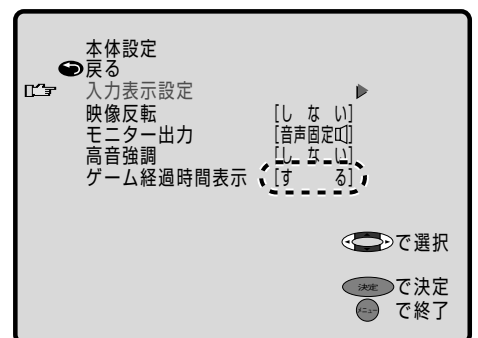 本体設定
戻る
入力表示設定
映像反転 [しない]
モニター出力 [音声固定]
高音強調 [しない]
ゲーム経過時間表示 [する]
で選択
決定 で決定
メニュー で終了